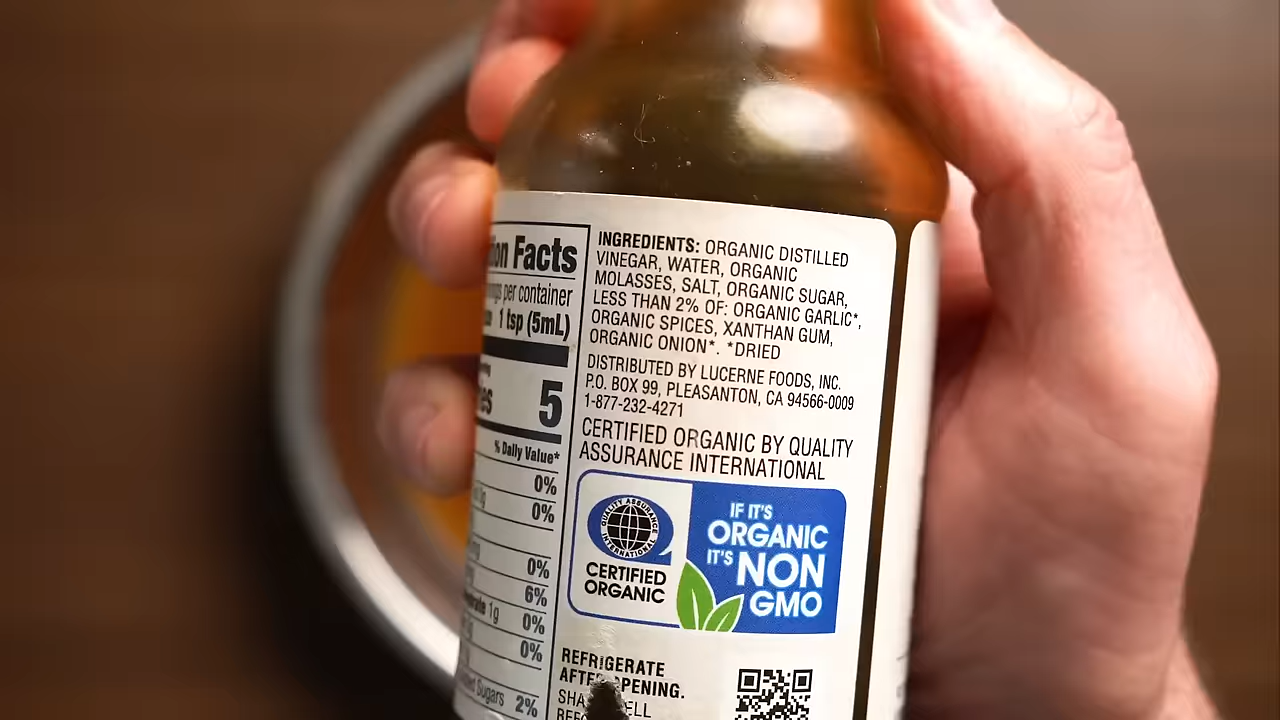 Facts
per container
1 tsp (5mL)
5
% Daily Value*
0%
0%
0%
6%
1g
0%
0%
Sugars 2%
INGREDIENTS: ORGANIC DISTILLED
VINEGAR, WATER, ORGANIC
MOLASSES, SALT, ORGANIC SUGAR,
LESS THAN 2% OF: ORGANIC GARLIC*,
ORGANIC SPICES, XANTHAN GUM,
ORGANIC ONION*. *DRIED
DISTRIBUTED BY LUCERNE FOODS, INC.
P.O. BOX 99, PLEASANTON, CA 94566-0009
1-877-232-4271
CERTIFIED ORGANIC BY QUALITY
ASSURANCE INTERNATIONAL
QUALITY ASSURANCE
INTERNATIONAL
CERTIFIED
ORGANIC
IF IT'S
ORGANIC
IT'S NON
GMO
REFRIGERATE
AFTER OPENING.